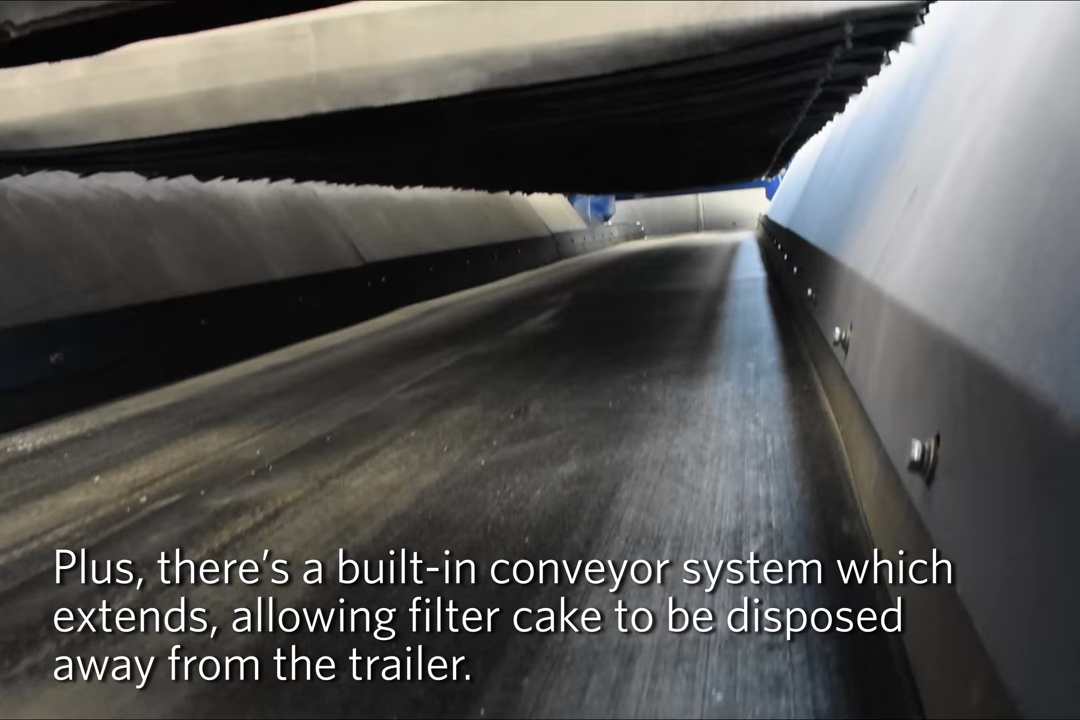 Plus, there’s a built-in conveyor system which
extends, allowing filter cake to be disposed
away from the trailer.